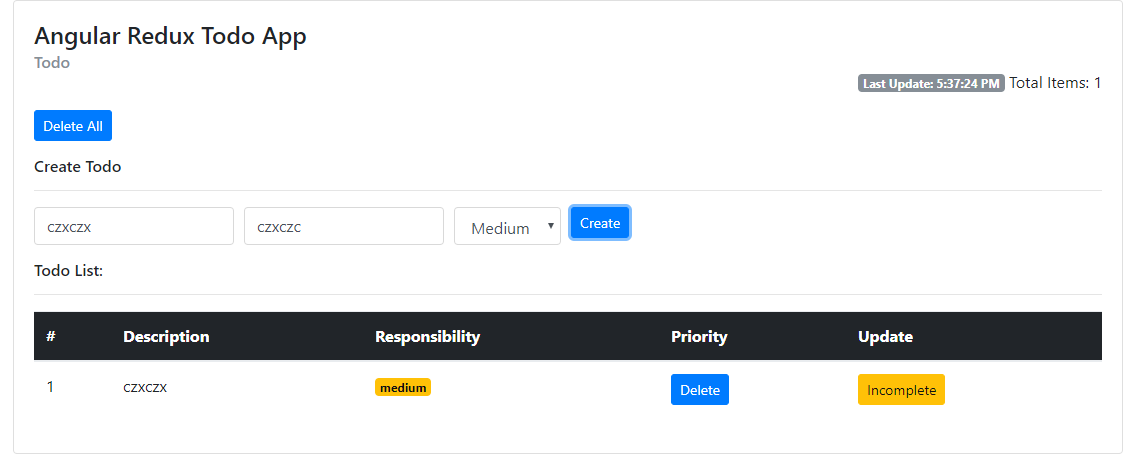 Angular Redux Todo App
Todo
Last Update: 5:37:24 PM Total Items: 1
Delete All
Create Todo
czxczx czxczc Medium Create
Todo List:
# Description Responsibility Priority Update
1 czxczx medium Delete Incomplete